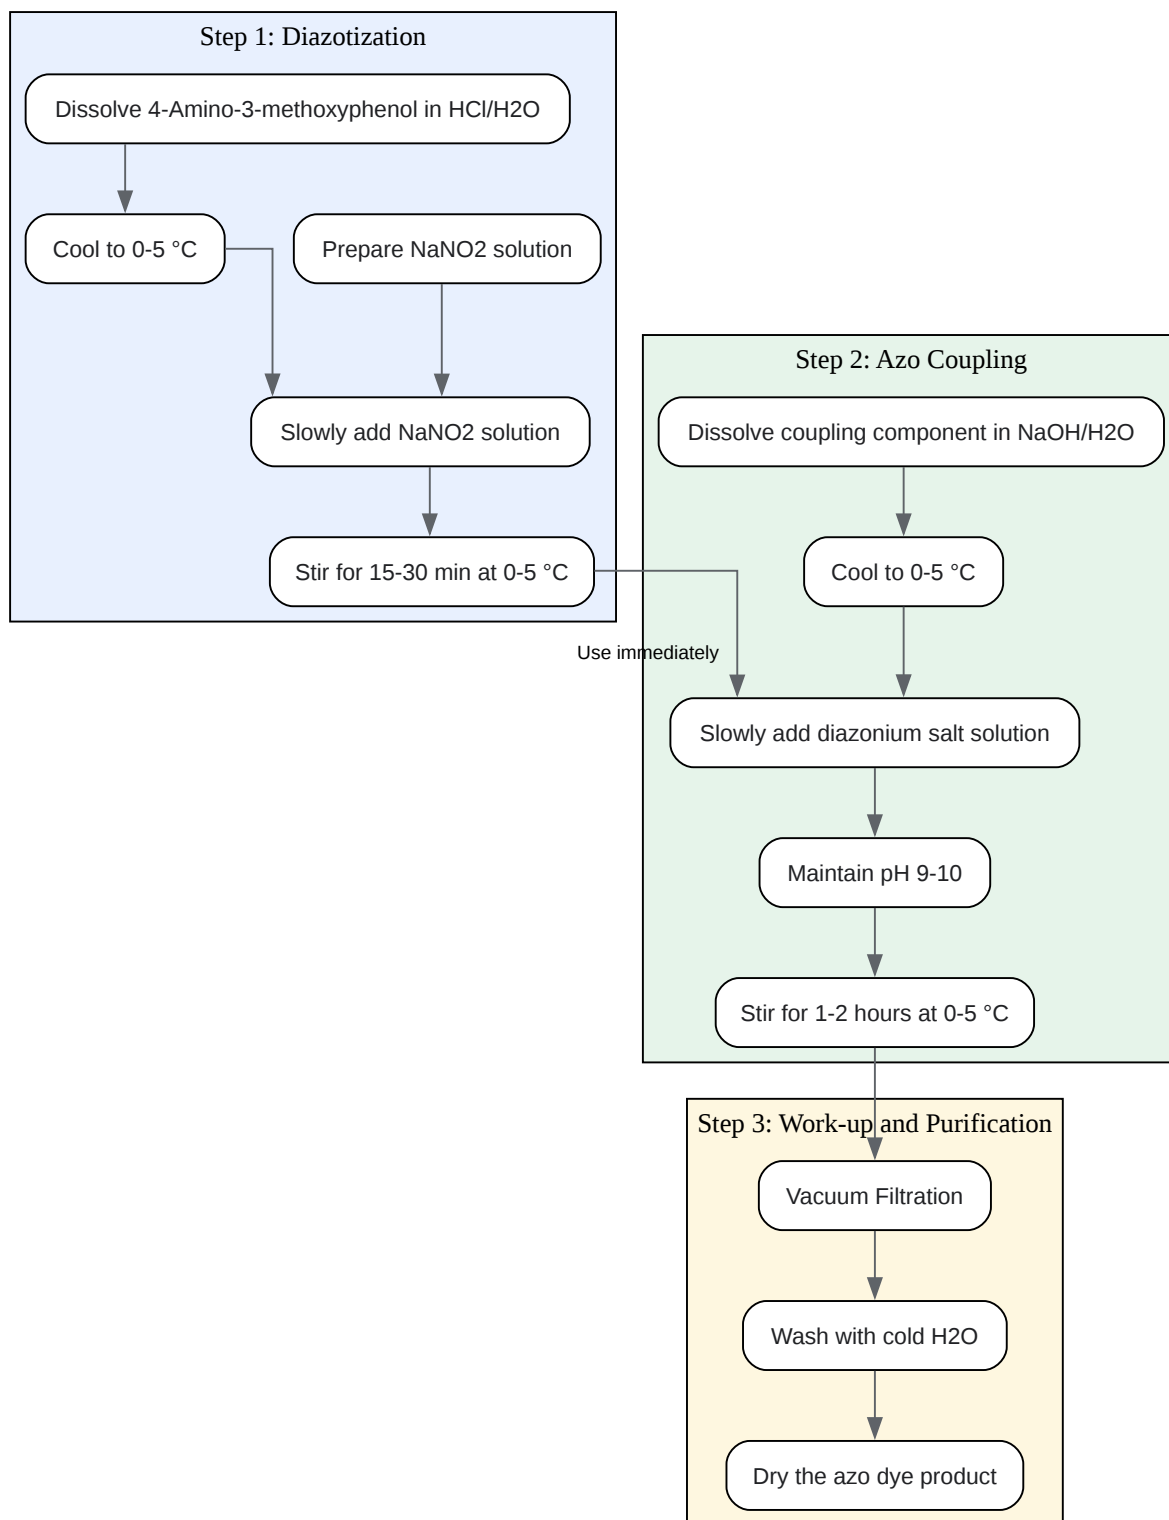 Step 1: Diazotization
Dissolve 4-Amino-3-methoxyphenol in HCl/H2O
Cool to 0-5 °C
Prepare NaNO2 solution
Slowly add NaNO2 solution
Stir for 15-30 min at 0-5 °C
Use immediately
Step 2: Azo Coupling
Dissolve coupling component in NaOH/H2O
Cool to 0-5 °C
Slowly add diazonium salt solution
Maintain pH 9-10
Stir for 1-2 hours at 0-5 °C
Step 3: Work-up and Purification
Vacuum Filtration
Wash with cold H2O
Dry the azo dye product